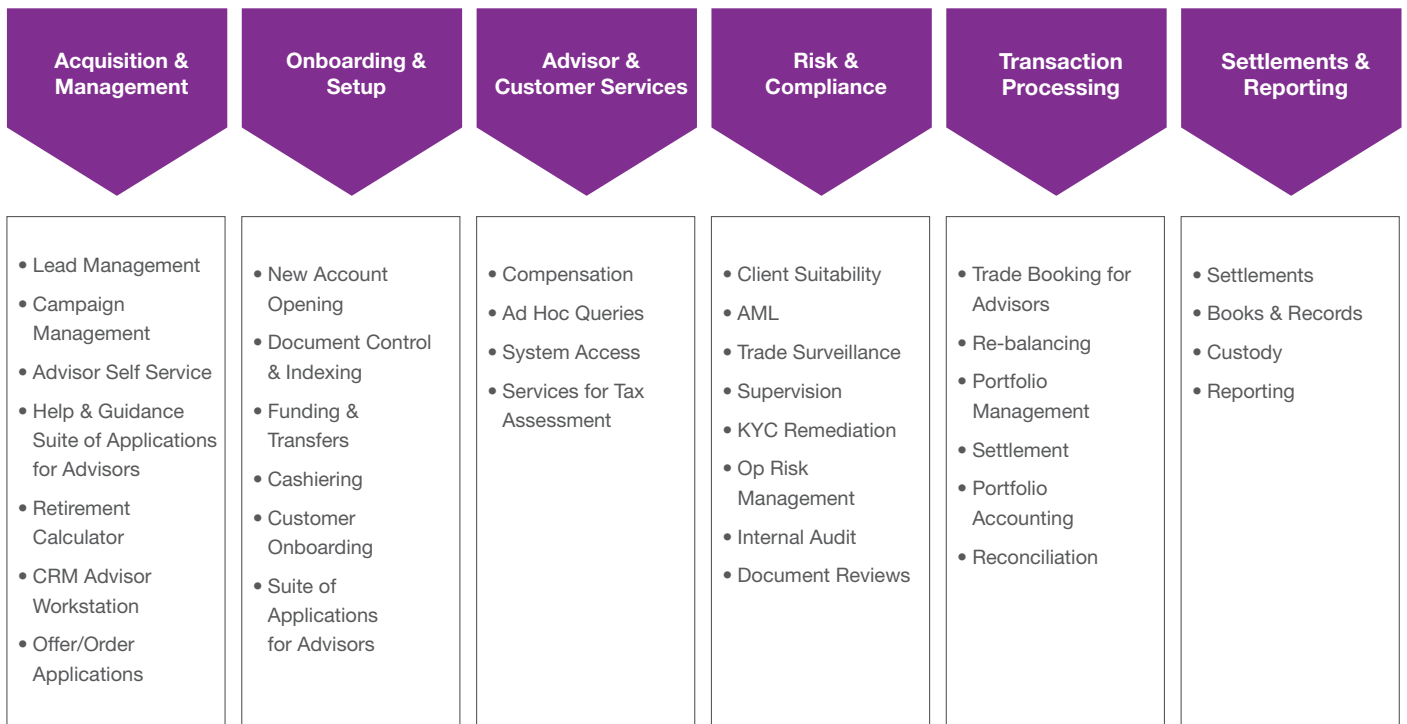 Acquisition &
Management
Onboarding &
Setup
Advisor &
Customer Services
Risk &
Compliance
Transaction
Processing
Settlements &
Reporting
• Lead Management
• Campaign
Management
• Advisor Self Service
• Help & Guidance
Suite of Applications
for Advisors
• Retirement
Calculator
• CRM Advisor
Workstation
• Offer/Order
Applications
• New Account
Opening
• Document Control
& Indexing
• Funding &
Transfers
• Cashiering
• Customer
Onboarding
• Suite of
Applications
for Advisors
• Compensation
• Ad Hoc Queries
• System Access
• Services for Tax
Assessment
• Client Suitability
• AML
• Trade Surveillance
• Supervision
• KYC Remediation
• Op Risk
Management
• Internal Audit
• Document Reviews
• Trade Booking for
Advisors
• Re-balancing
• Portfolio
Management
• Settlement
• Portfolio
Accounting
• Reconciliation
• Settlements
• Books & Records
• Custody
• Reporting